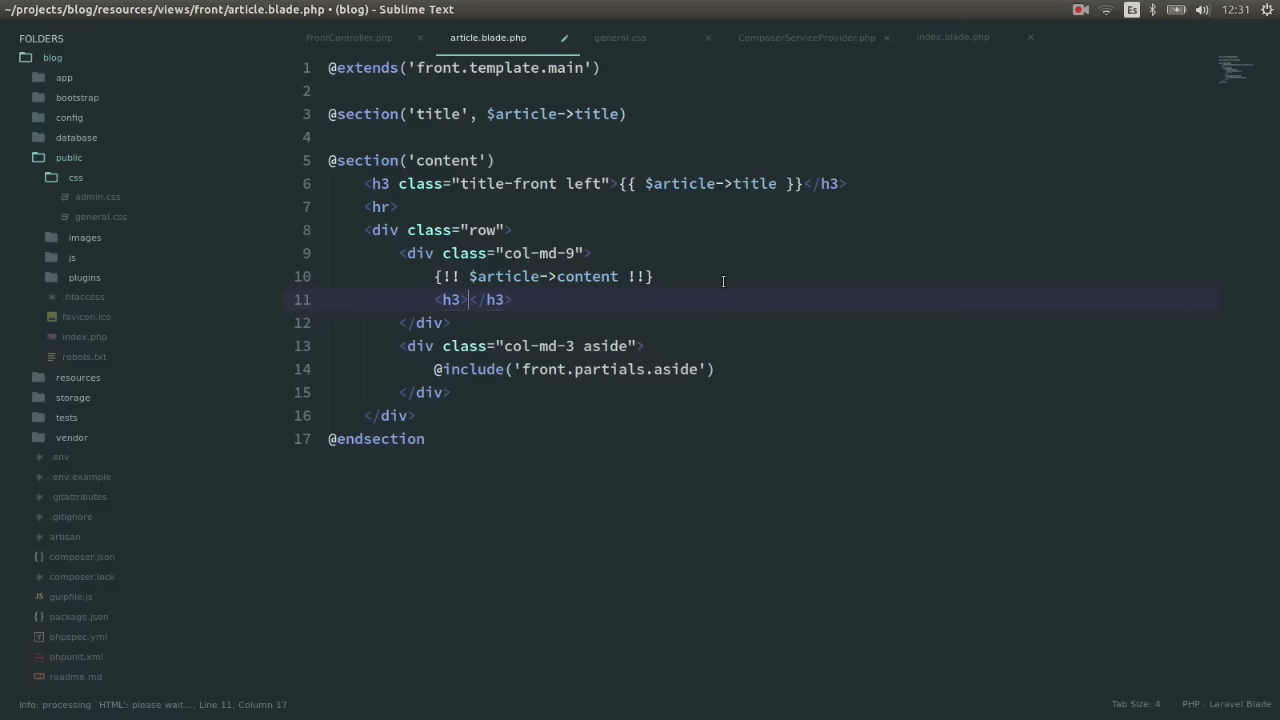 ~/projects/blog/resources/views/front/article.blade.php • (blog) - Sublime Text
Es
12:31
FOLDERS
blog
app
bootstrap
config
database
public
css
admin.css
general.css
images
js
plugins
.htaccess
favicon.ico
index.php
robots.txt
resources
storage
tests
vendor
.env
.env.example
.gitattributes
.gitignore
artisan
composer.json
composer.lock
gulpfile.js
package.json
phpspec.yml
phpunit.xml
readme.md
FrontController.php ×
article.blade.php
general.css ×
ComposerServiceProvider.php ×
index.blade.php ×
1 @extends('front.template.main')
2
3 @section('title', $article->title)
4
5 @section('content')
6 <h3 class="title-front left">{{ $article->title }}</h3>
7 <hr>
8 <div class="row">
9 <div class="col-md-9">
10 {!! $article->content !!}
11 <h3></h3>
12 </div>
13 <div class="col-md-3 aside">
14 @include('front.partials.aside')
15 </div>
16 </div>
17 @endsection
Info: processing `HTML': please wait..., Line 11, Column 17
Tab Size: 4
PHP - Laravel Blade